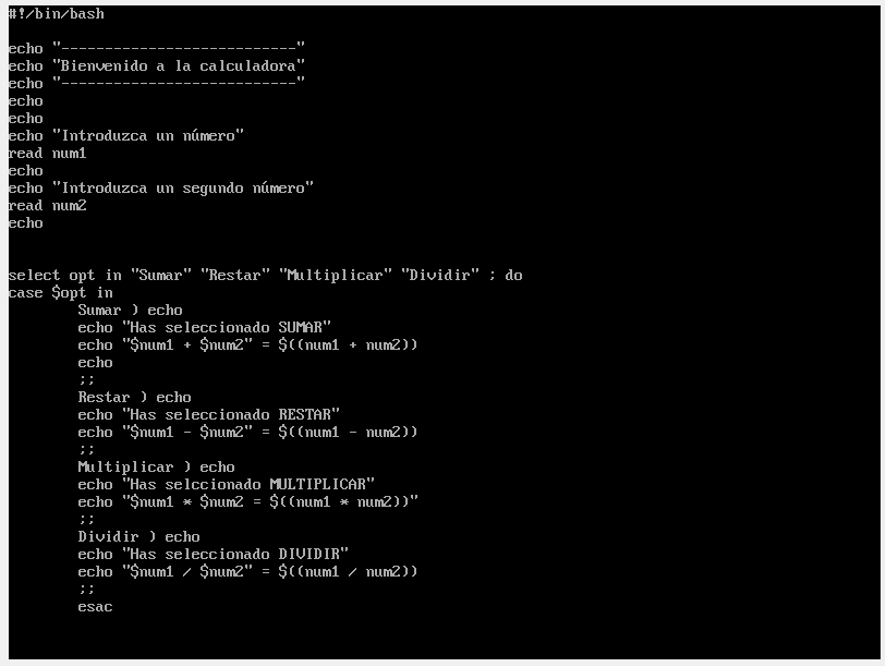 #!/bin/bash
echo "---------------------------"
echo "Bienvenido a la calculadora"
echo "---------------------------"
echo
echo
echo "Introduzca un número"
read num1
echo
echo "Introduzca un segundo número"
read num2
echo
select opt in "Sumar" "Restar" "Multiplicar" "Dividir" ; do
case $opt in
Sumar ) echo
echo "Has seleccionado SUMAR"
echo "$num1 + $num2" = $((num1 + num2))
echo
;;
Restar ) echo
echo "Has seleccionado RESTAR"
echo "$num1 - $num2" = $((num1 - num2))
;;
Multiplicar ) echo
echo "Has selccionado MULTIPLICAR"
echo "$num1 * $num2 = $((num1 * num2))"
;;
Dividir ) echo
echo "Has seleccionado DIVIDIR"
echo "$num1 / $num2" = $((num1 / num2))
;;
esac